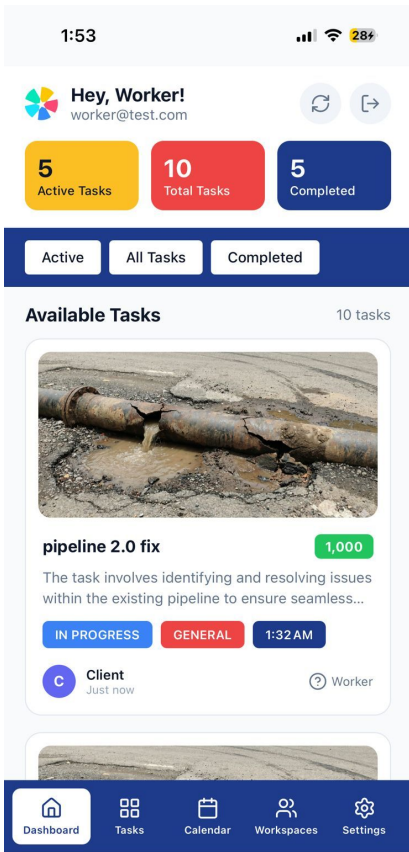 1:53
28
Hey, Worker!
worker@test.com
5
Active Tasks
10
Total Tasks
5
Completed
Active
All Tasks
Completed
Available Tasks
10 tasks
pipeline 2.0 fix
1,000
The task involves identifying and resolving issues
within the existing pipeline to ensure seamless...
IN PROGRESS
GENERAL
1:32 AM
C
Client
Just now
? Worker
Dashboard
Tasks
Calendar
Workspaces
Settings